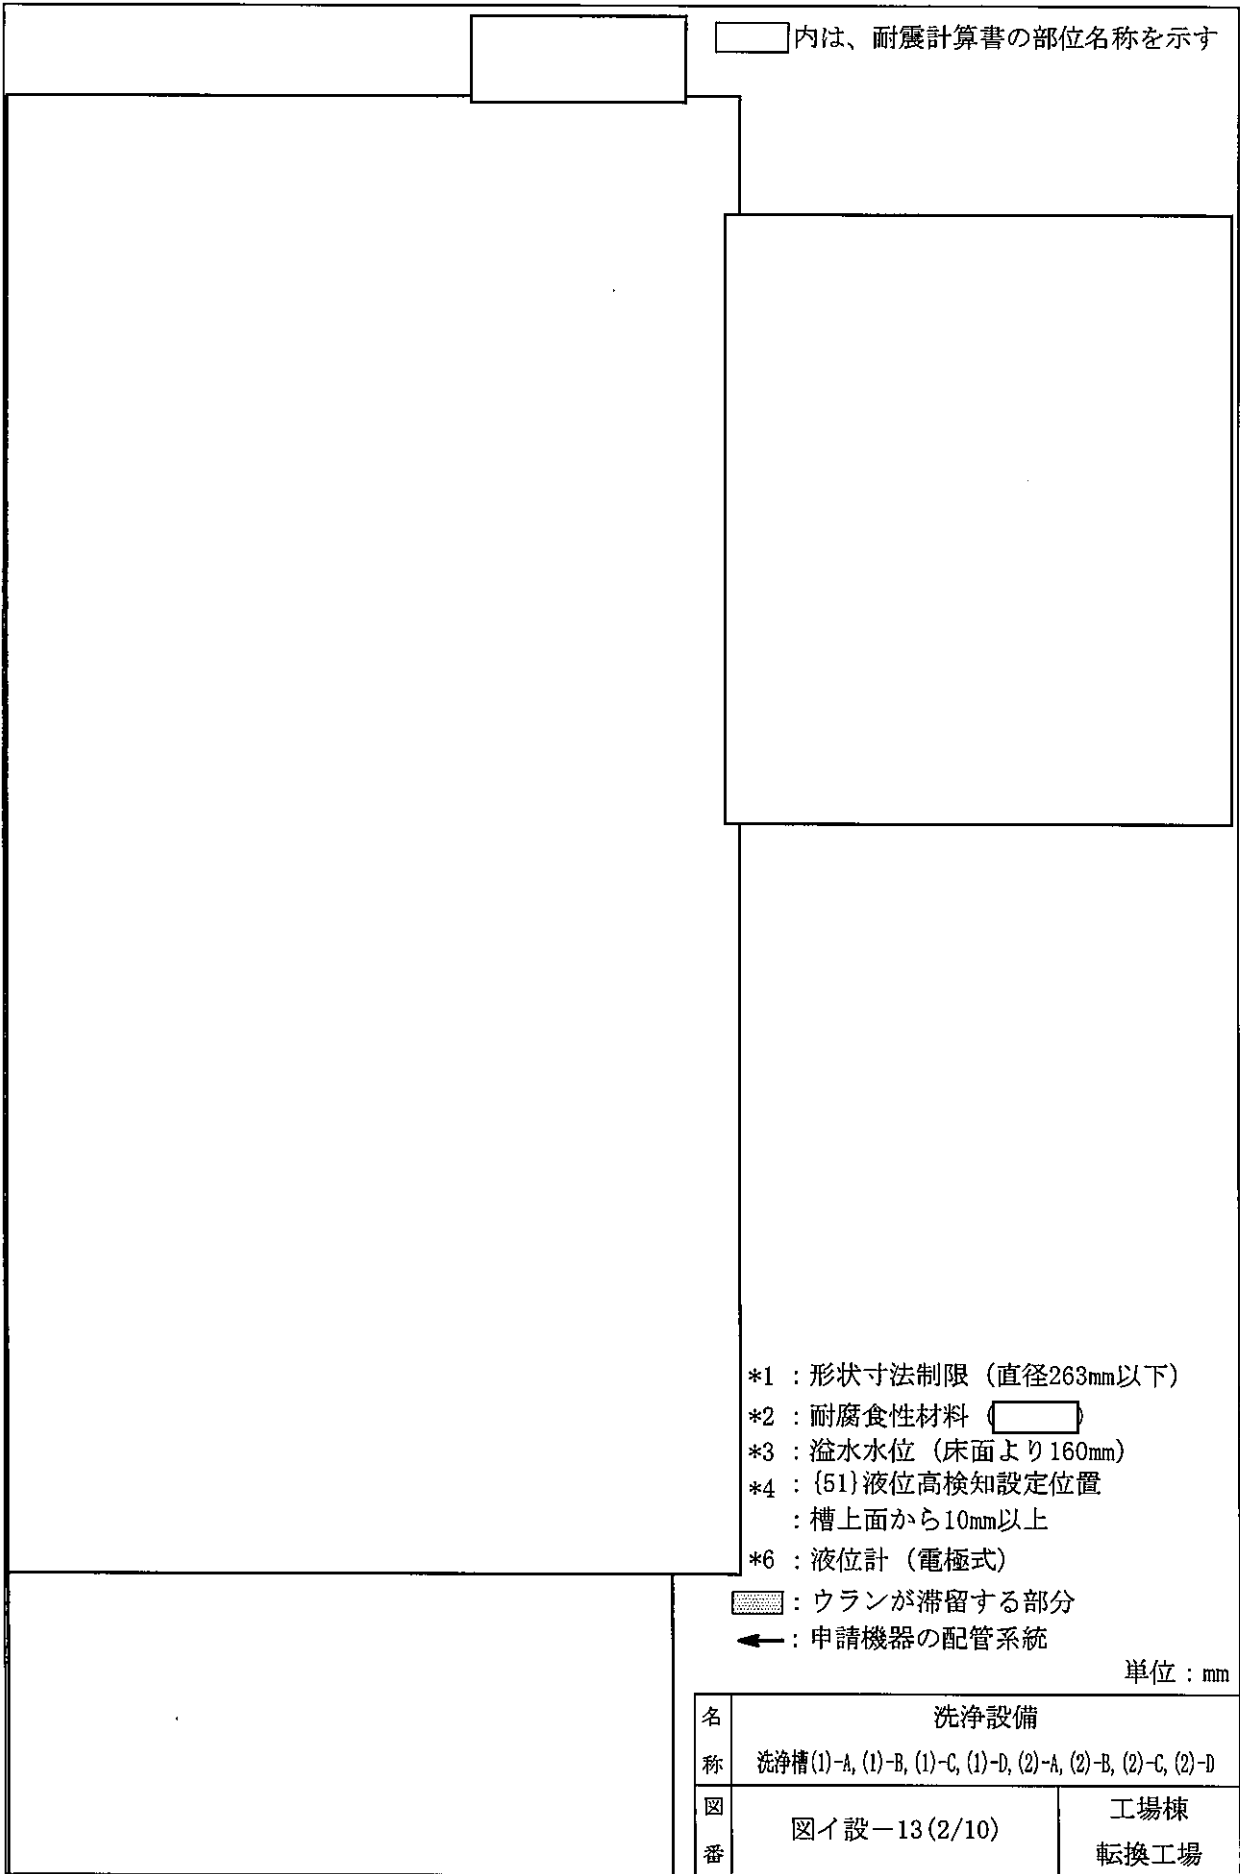 内は、耐震計算書の部位名称を示す
*1 : 形状寸法制限 (直径263mm以下)
*2 : 耐腐食性材料 ( )
*3 : 溢水水位 (床面より160mm)
*4 : {51}液位高検知設定位置
: 槽上面から10mm以上
*6 : 液位計 (電極式)
: ウランが滞留する部分
: 申請機器の配管系統
単位 : mm
名称
洗浄設備
洗浄槽(1)-A, (1)-B, (1)-C, (1)-D, (2)-A, (2)-B, (2)-C, (2)-D
図番
図イ設－13(2/10)
工場棟
転換工場